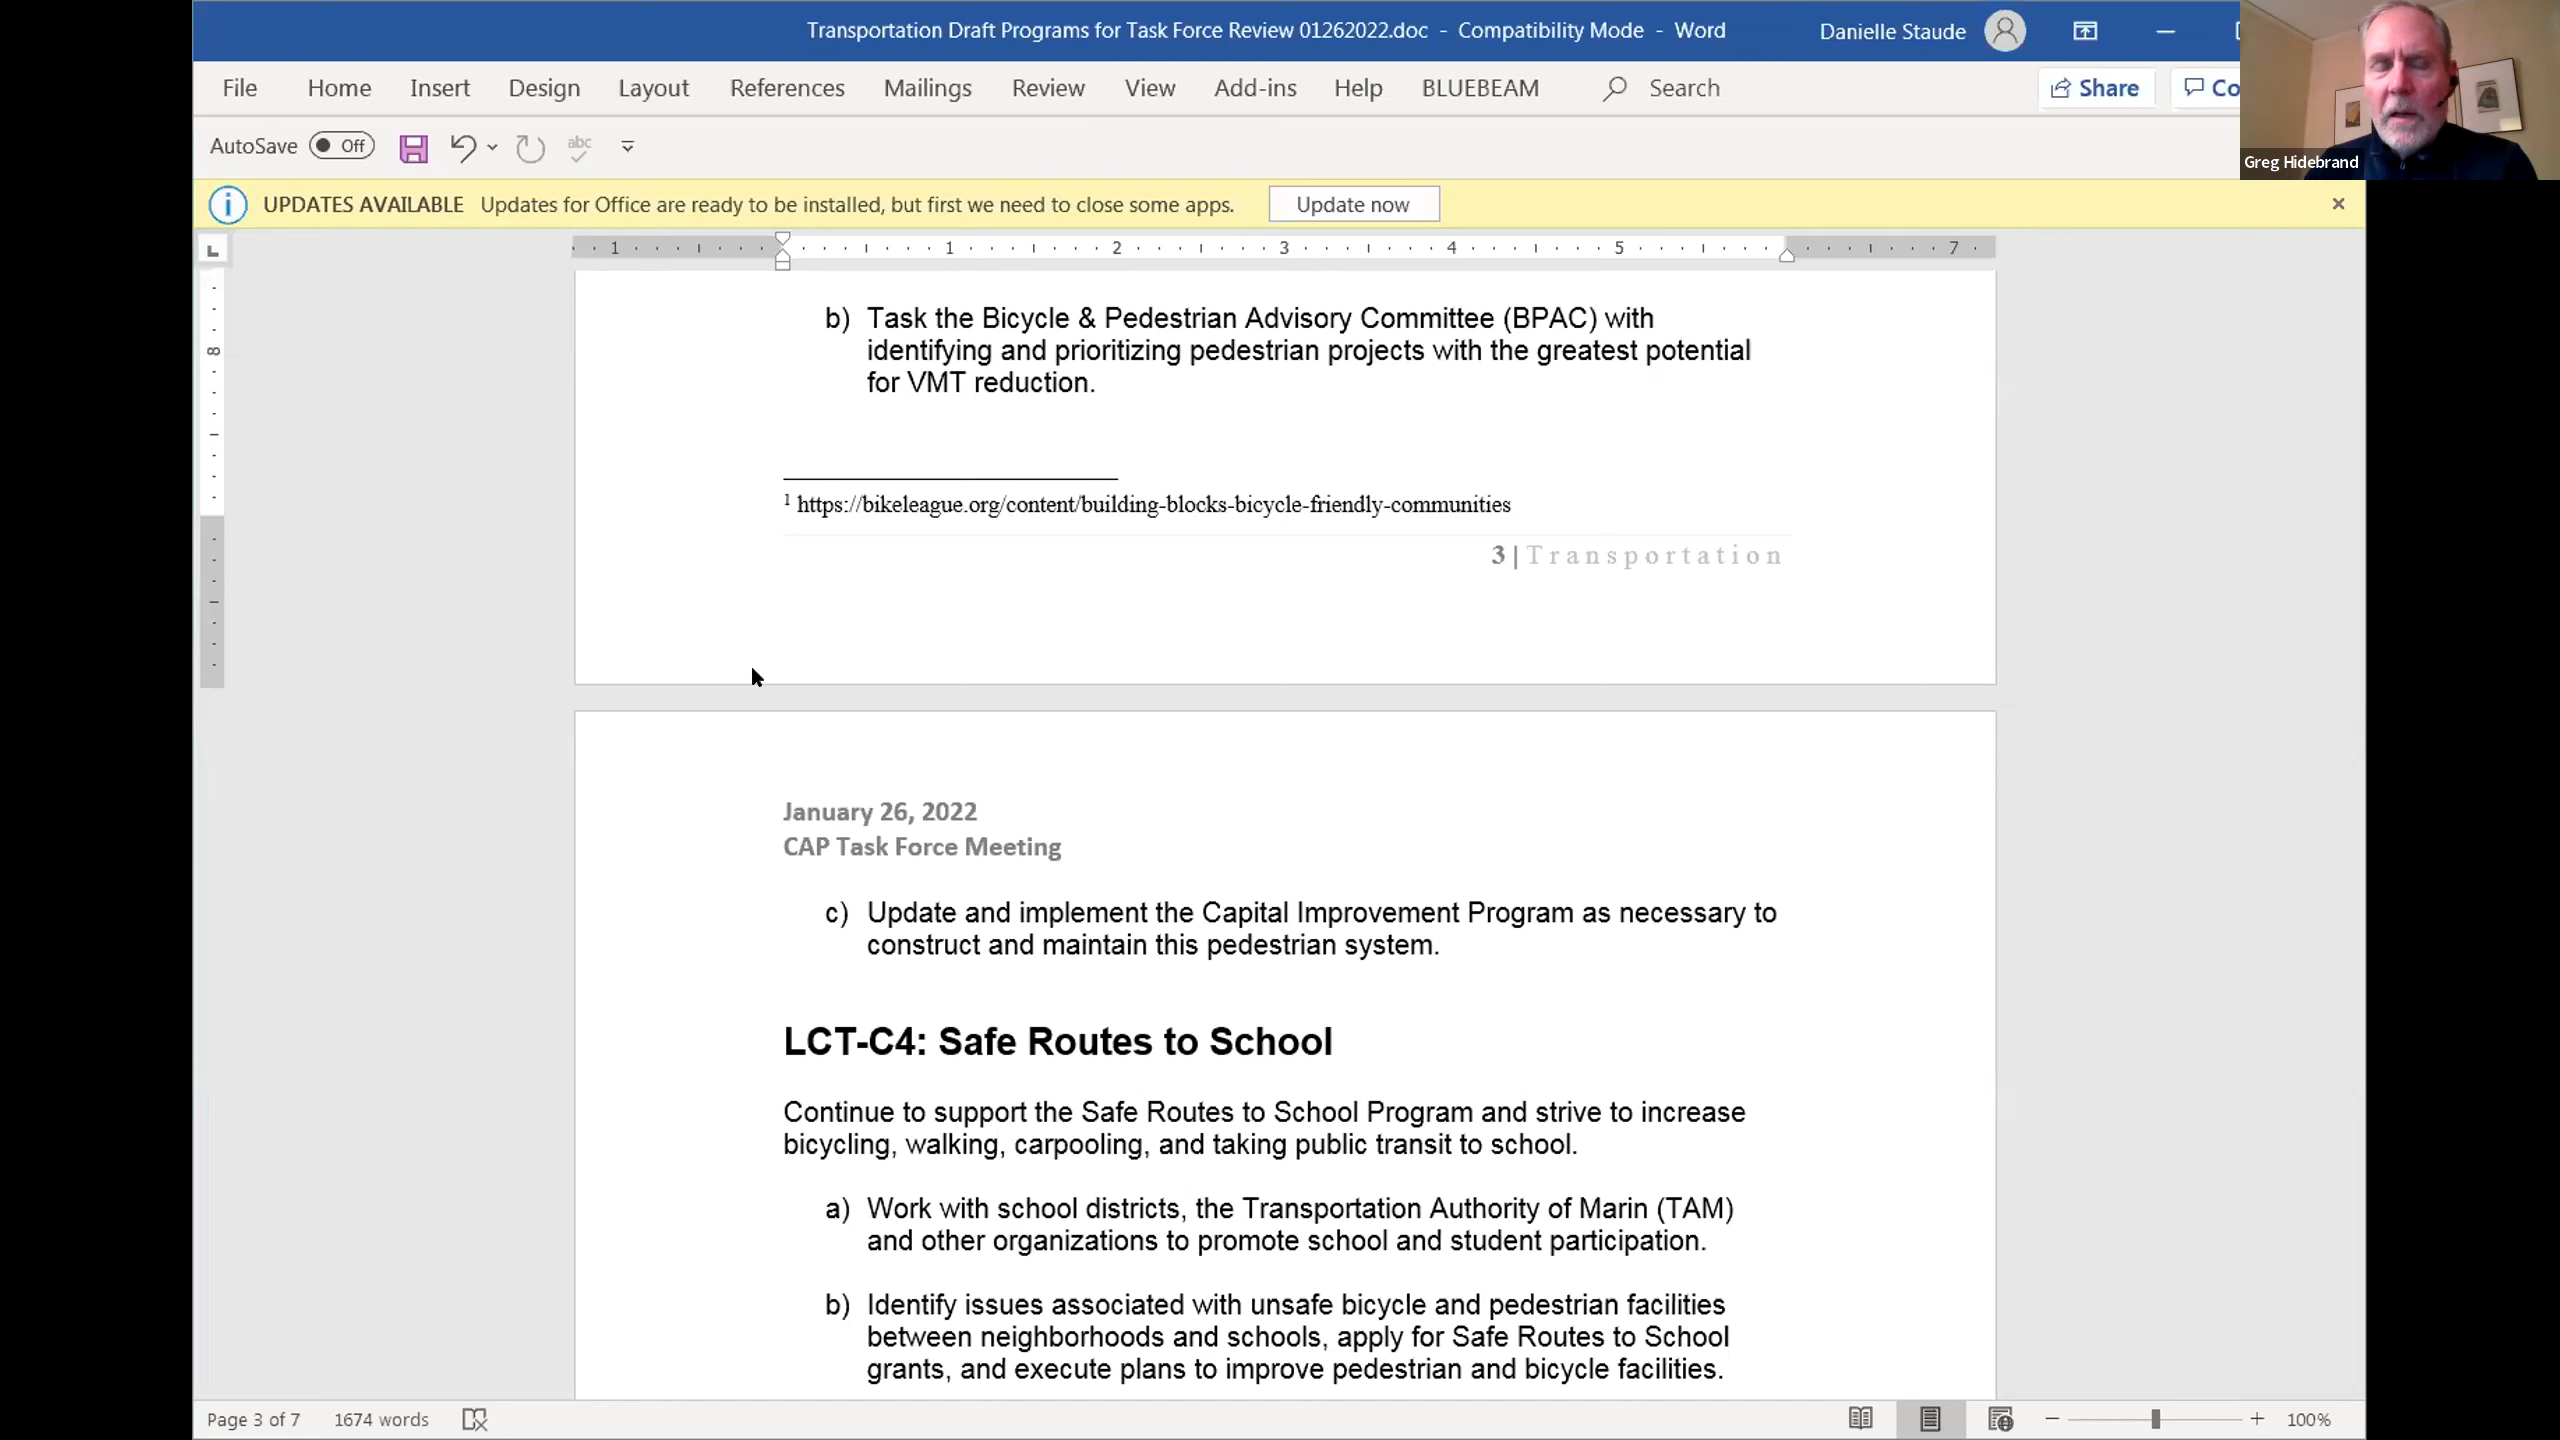 Transportation Draft Programs for Task Force Review 01262022.doc - Compatibility Mode - Word
Danielle Staude
File Home Insert Design Layout References Mailings Review View Add-ins Help BLUEBEAM Search Share Co
Greg Hidebrand
AutoSave Off abc
UPDATES AVAILABLE Updates for Office are ready to be installed, but first we need to close some apps. Update now
1 1 2 3 4 5 7
8
b) Task the Bicycle & Pedestrian Advisory Committee (BPAC) with
identifying and prioritizing pedestrian projects with the greatest potential
for VMT reduction.
1 https://bikeleague.org/content/building-blocks-bicycle-friendly-communities
3 | Transportation
January 26, 2022
CAP Task Force Meeting
c) Update and implement the Capital Improvement Program as necessary to
construct and maintain this pedestrian system.
LCT-C4: Safe Routes to School
Continue to support the Safe Routes to School Program and strive to increase
bicycling, walking, carpooling, and taking public transit to school.
a) Work with school districts, the Transportation Authority of Marin (TAM)
and other organizations to promote school and student participation.
b) Identify issues associated with unsafe bicycle and pedestrian facilities
between neighborhoods and schools, apply for Safe Routes to School
grants, and execute plans to improve pedestrian and bicycle facilities.
Page 3 of 7 1674 words 100%